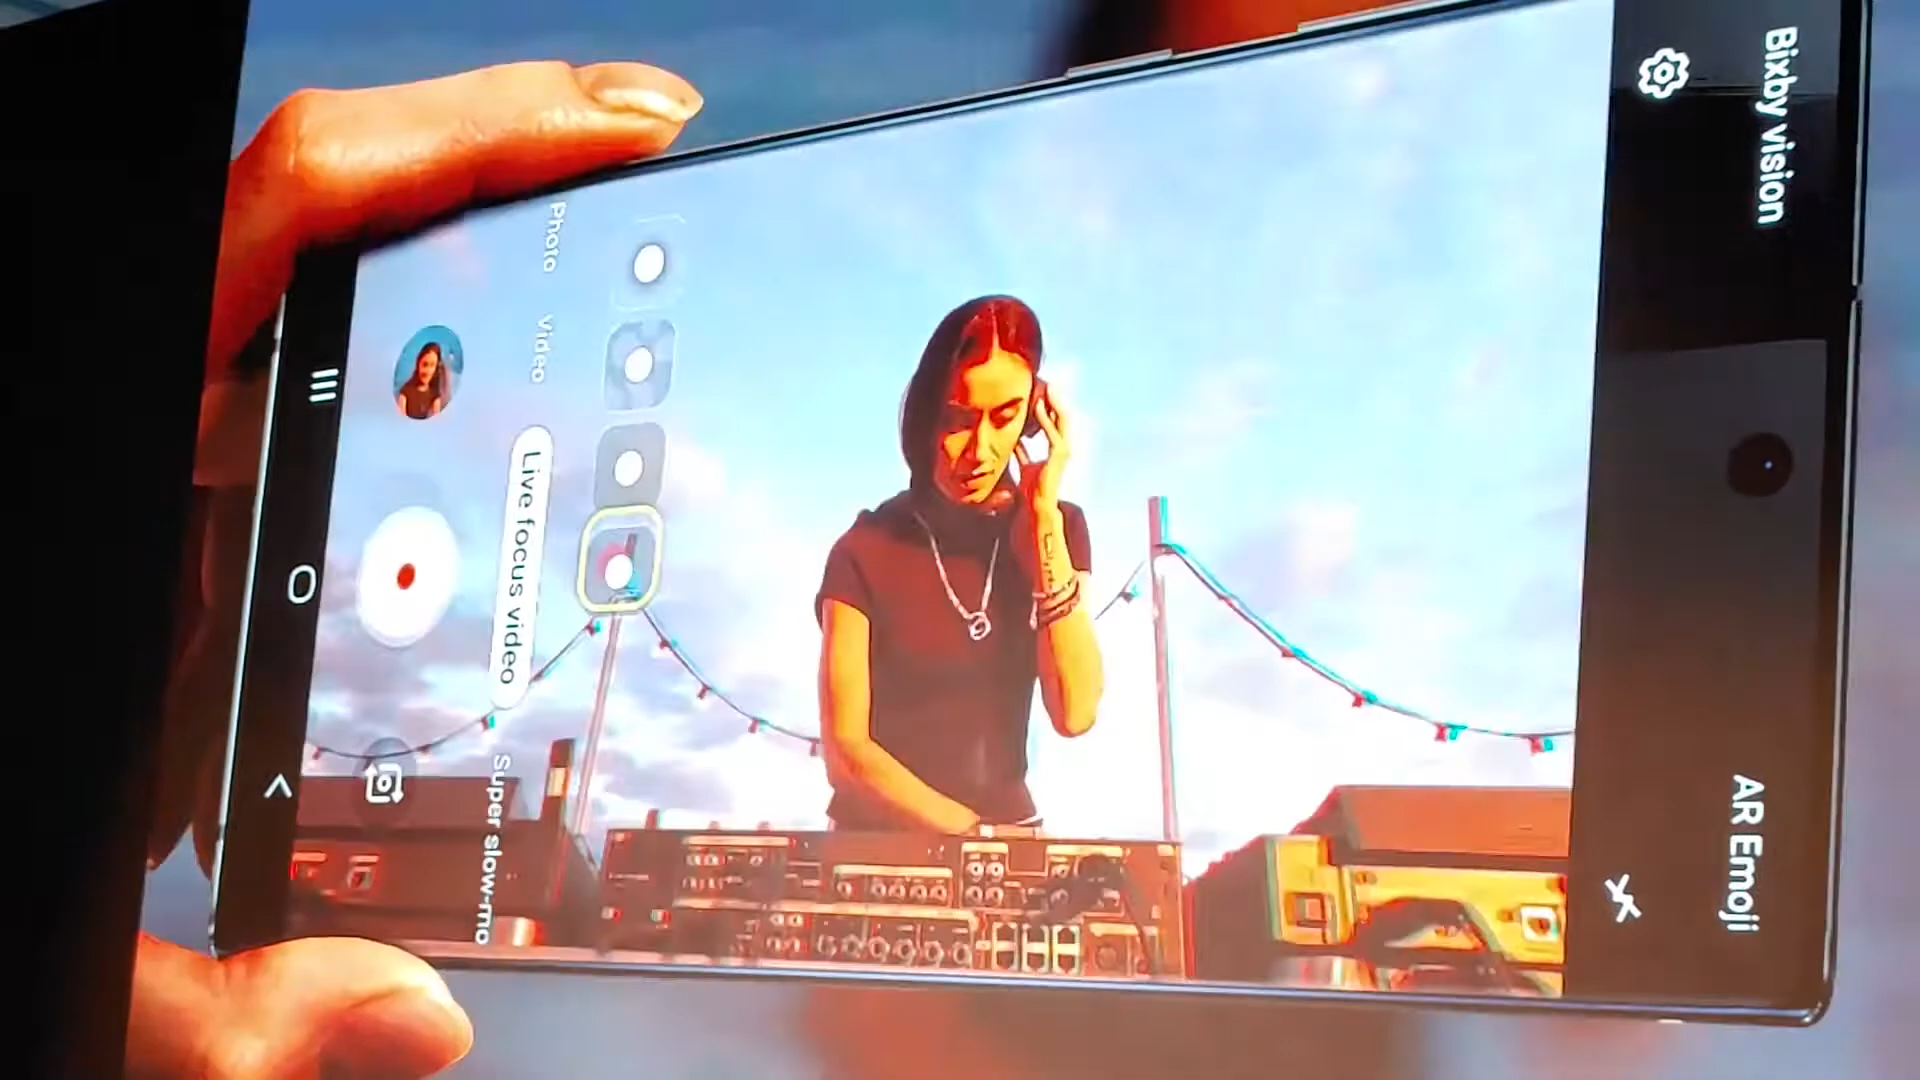 Bixby vision
AR Emoji
Photo
Video
Live focus video
Super slow-mo